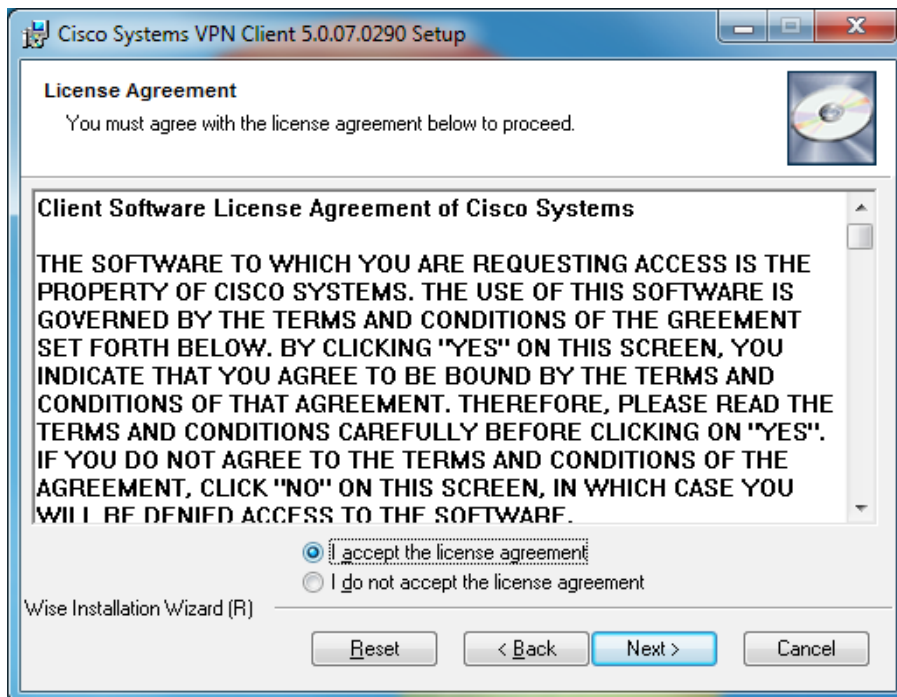 Cisco Systems VPN Client 5.0.07.0290 Setup
License Agreement
You must agree with the license agreement below to proceed.
Client Software License Agreement of Cisco Systems
THE SOFTWARE TO WHICH YOU ARE REQUESTING ACCESS IS THE
PROPERTY OF CISCO SYSTEMS. THE USE OF THIS SOFTWARE IS
GOVERNED BY THE TERMS AND CONDITIONS OF THE GREEMENT
SET FORTH BELOW. BY CLICKING "YES" ON THIS SCREEN, YOU
INDICATE THAT YOU AGREE TO BE BOUND BY THE TERMS AND
CONDITIONS OF THAT AGREEMENT. THEREFORE, PLEASE READ THE
TERMS AND CONDITIONS CAREFULLY BEFORE CLICKING ON "YES".
IF YOU DO NOT AGREE TO THE TERMS AND CONDITIONS OF THE
AGREEMENT, CLICK "NO" ON THIS SCREEN, IN WHICH CASE YOU
WILL BE DENIED ACCESS TO THE SOFTWARE.
I accept the license agreement
I do not accept the license agreement
Wise Installation Wizard (R)
Reset
< Back
Next >
Cancel